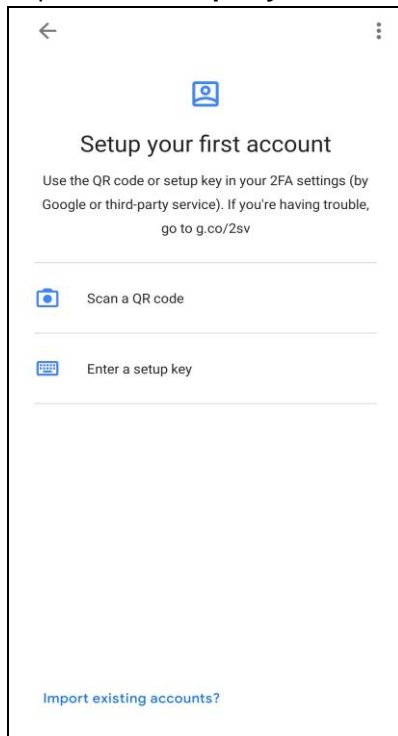 Setup your first account
Use the QR code or setup key in your 2FA settings (by
Google or third-party service). If you're having trouble,
go to g.co/2sv
Scan a QR code
Enter a setup key
Import existing accounts?